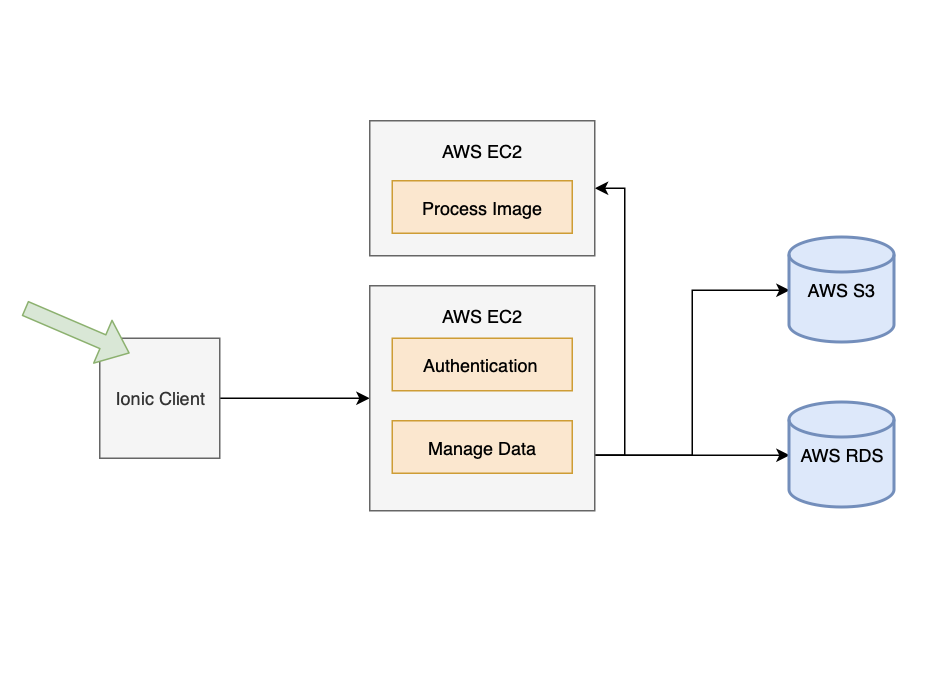 AWS EC2
Process Image
AWS EC2
Authentication
Manage Data
Ionic Client
AWS S3
AWS RDS